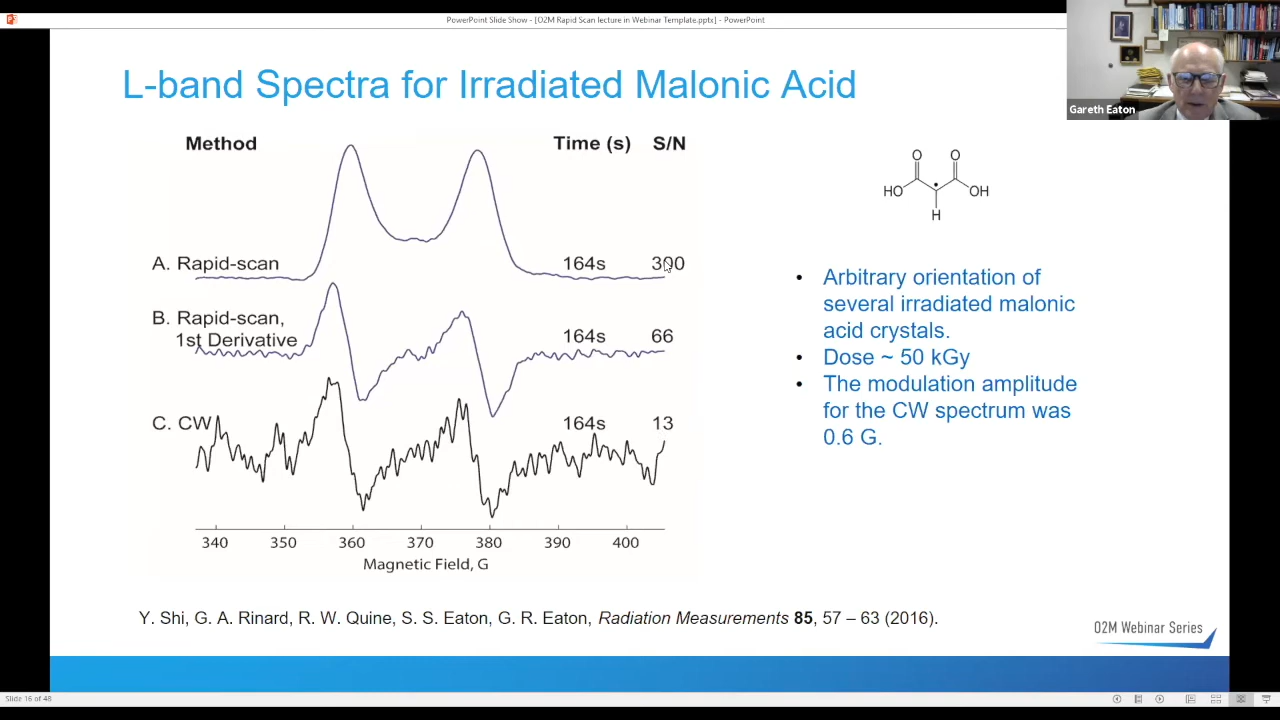 PowerPoint Slide Show - [O2M Rapid Scan lecture in Webinar Template.pptx] - PowerPoint
Gareth Eaton
L-band Spectra for Irradiated Malonic Acid
Method Time (s) S/N
A. Rapid-scan 164s 300
B. Rapid-scan,
1st Derivative 164s 66
C. CW 164s 13
340 350 360 370 380 390 400
Magnetic Field, G
O O
HO OH
H
• Arbitrary orientation of
several irradiated malonic
acid crystals.
• Dose ~ 50 kGy
• The modulation amplitude
for the CW spectrum was
0.6 G.
Y. Shi, G. A. Rinard, R. W. Quine, S. S. Eaton, G. R. Eaton, Radiation Measurements 85, 57 – 63 (2016).
O2M Webinar Series
Slide 16 of 48